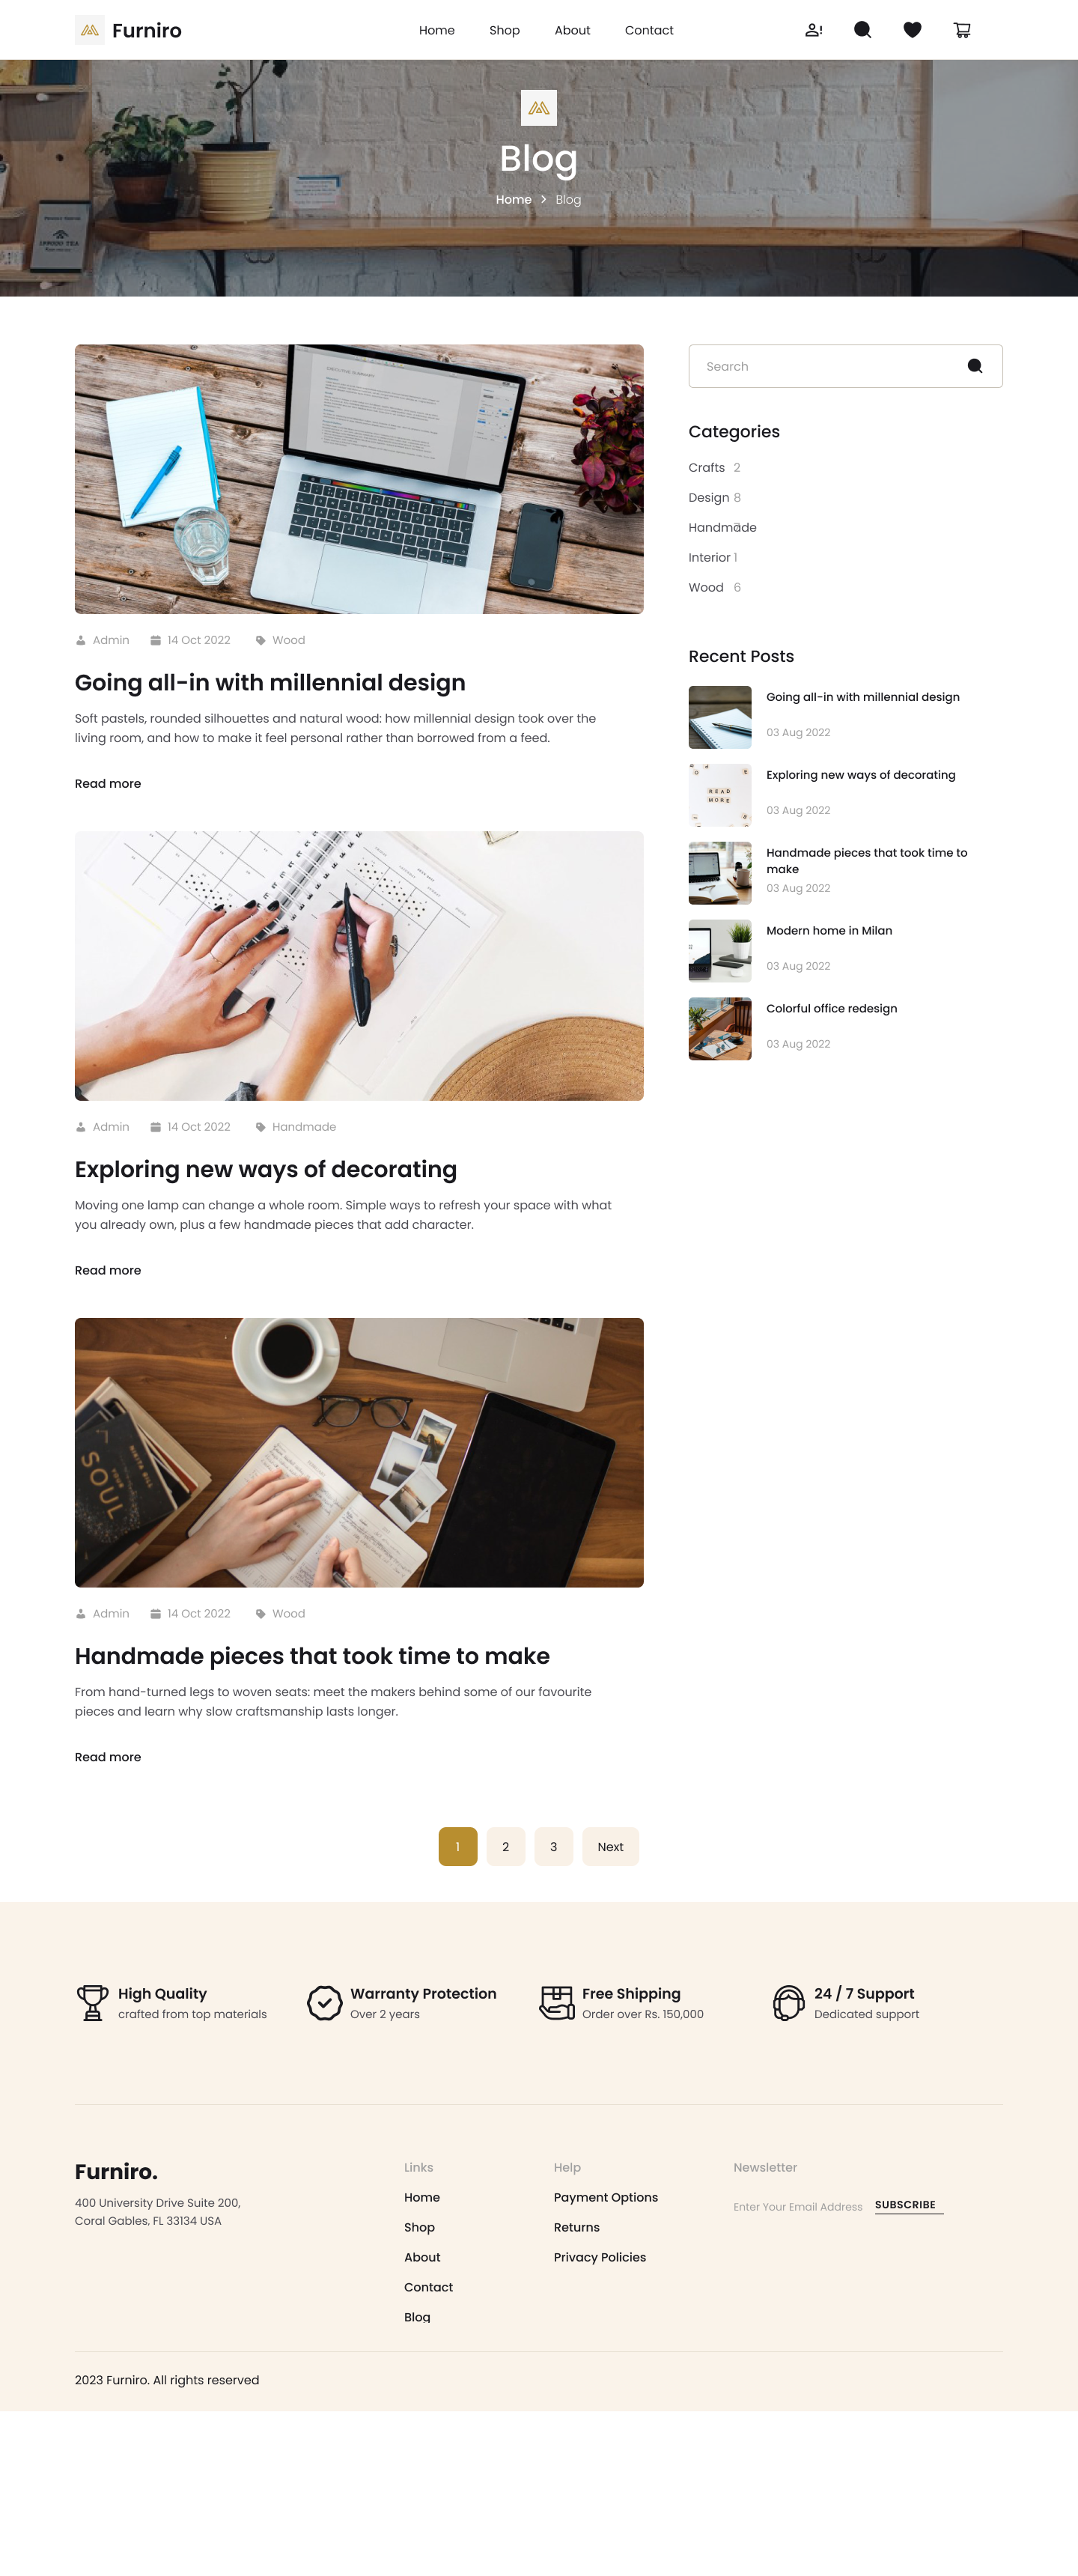 Furniro
Home
Shop
About
Contact
Blog
Home
Blog
EXECUTIVE SUMMARY
Search
Categories
Crafts 2
Design 8
Handmade
Interior 1
Wood 6
Admin
14 Oct 2022
Wood
Going all-in with millennial design
Soft pastels, rounded silhouettes and natural wood: how millennial design took over the
living room, and how to make it feel personal rather than borrowed from a feed.
Read more
Recent Posts
Going all-in with millennial design
03 Aug 2022
READ
MORE
Exploring new ways of decorating
03 Aug 2022
Handmade pieces that took time to
make
03 Aug 2022
Modern home in Milan
03 Aug 2022
Colorful office redesign
03 Aug 2022
Admin
14 Oct 2022
Handmade
Exploring new ways of decorating
Moving one lamp can change a whole room. Simple ways to refresh your space with what
you already own, plus a few handmade pieces that add character.
Read more
YOUR
SOUL
Admin
14 Oct 2022
Wood
Handmade pieces that took time to make
From hand-turned legs to woven seats: meet the makers behind some of our favourite
pieces and learn why slow craftsmanship lasts longer.
Read more
1
2
3
Next
High Quality
crafted from top materials
Warranty Protection
Over 2 years
Free Shipping
Order over Rs. 150,000
24 / 7 Support
Dedicated support
Furniro.
400 University Drive Suite 200,
Coral Gables, FL 33134 USA
Links
Home
Shop
About
Contact
Blog
Help
Payment Options
Returns
Privacy Policies
Newsletter
Enter Your Email Address
SUBSCRIBE
2023 Furniro. All rights reserved